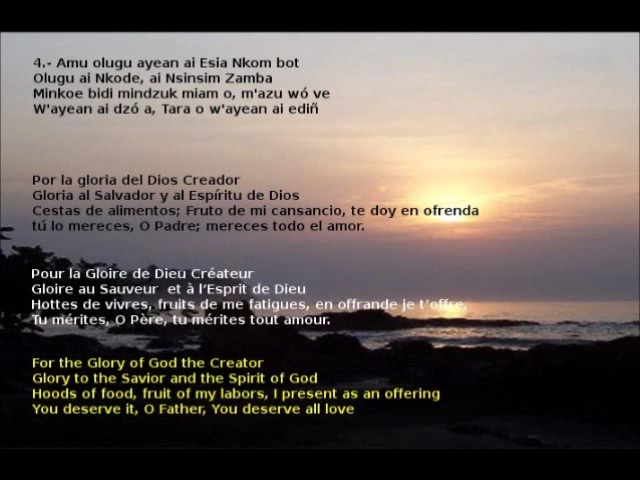 4.- Amu olugu ayean ai Esia Nkom bot
Olugu ai Nkode, ai Nsinsim Zamba
Minkoe bidi mindzuk miam o, m'azu wó ve
W'ayean ai dzó a, Tara o w'ayean ai ediñ
Por la gloria del Dios Creador
Gloria al Salvador y al Espíritu de Dios
Cestas de alimentos; Fruto de mi cansancio, te doy en ofrenda
tú lo mereces, O Padre; mereces todo el amor.
Pour la Gloire de Dieu Créateur
Gloire au Sauveur et à l’Esprit de Dieu
Hottes de vivres, fruits de me fatigues, en offrande je t’offre,
Tu mérites, O Père, tu mérites tout amour.
For the Glory of God the Creator
Glory to the Savior and the Spirit of God
Hoods of food, fruit of my labors, I present as an offering
You deserve it, O Father, You deserve all love